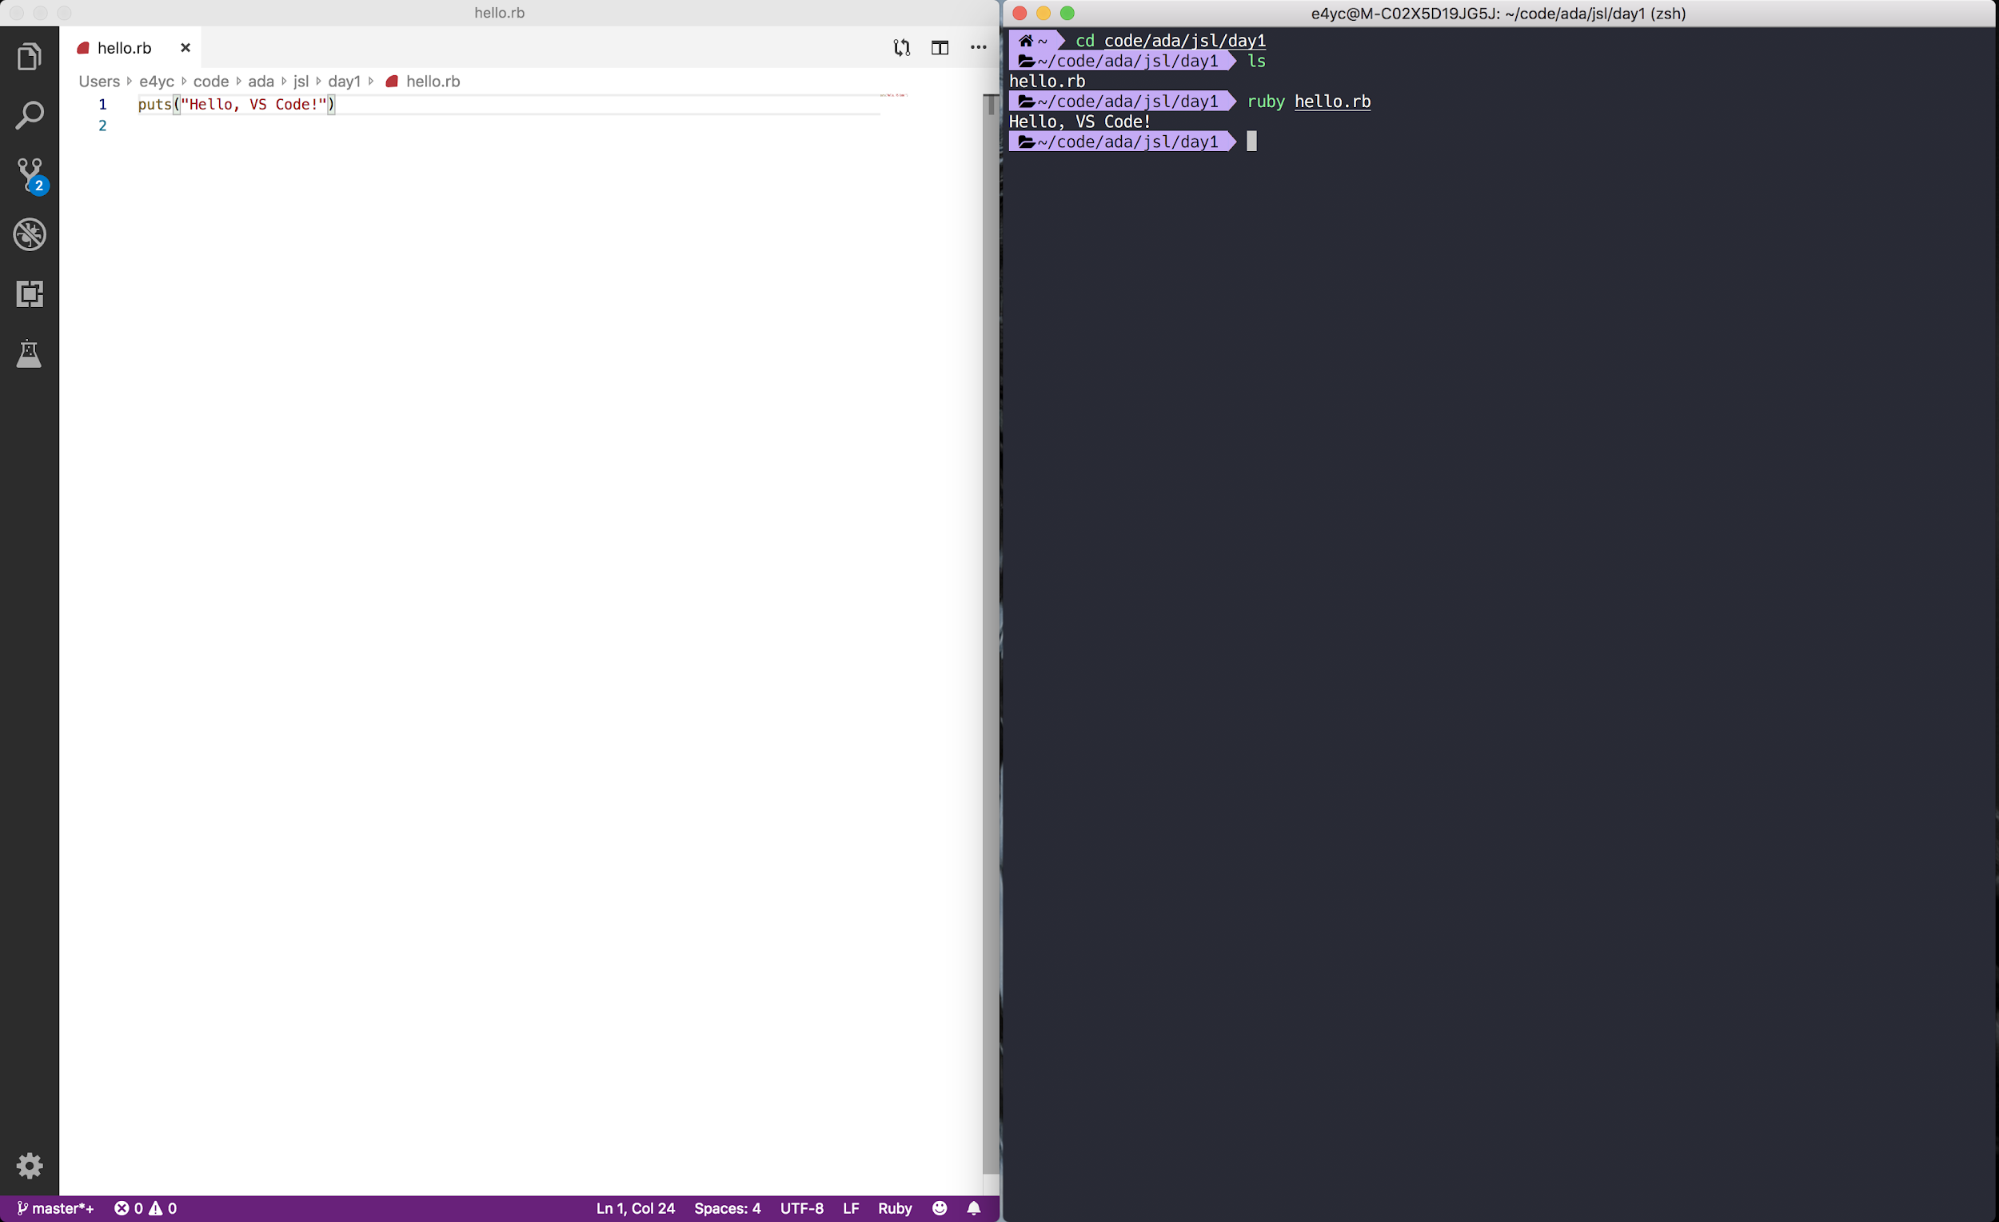 hello.rb
hello.rb
Users code ada jsl day1 hello.rb
1 puts("Hello, VS Code!")
2
2
master*+ 0 0 Ln 1, Col 24 Spaces: 4 UTF-8 LF Ruby
e4yc@M-C02X5D19JG5J: ~/code/ada/jsl/day1 (zsh)
~ cd code/ada/jsl/day1
~/code/ada/jsl/day1 ls
hello.rb
~/code/ada/jsl/day1 ruby hello.rb
Hello, VS Code!
~/code/ada/jsl/day1